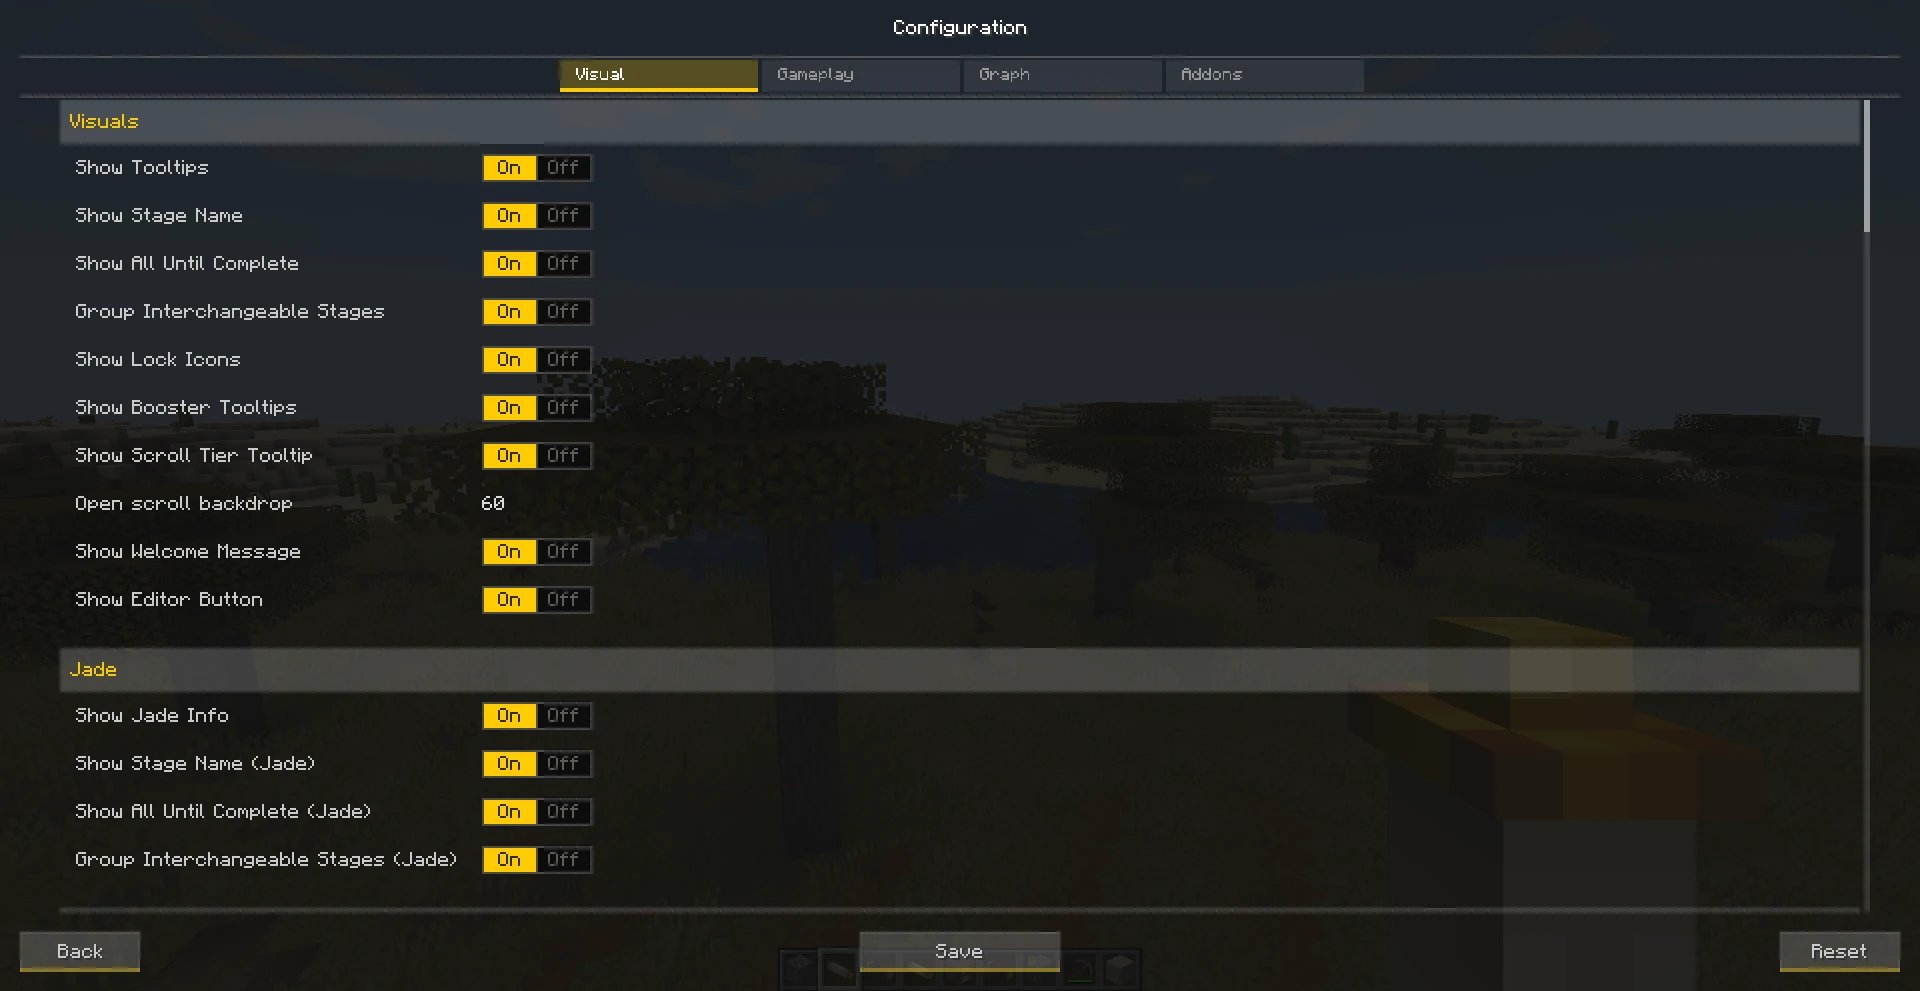 Configuration
Visual Gameplay Graph Addons
Visuals
Show Tooltips On Off
Show Stage Name On Off
Show All Until Complete On Off
Group Interchangeable Stages On Off
Show Lock Icons On Off
Show Booster Tooltips On Off
Show Scroll Tier Tooltip On Off
Open scroll backdrop 60
Show Welcome Message On Off
Show Editor Button On Off
Jade
Show Jade Info On Off
Show Stage Name (Jade) On Off
Show All Until Complete (Jade) On Off
Group Interchangeable Stages (Jade) On Off
Back Save Reset